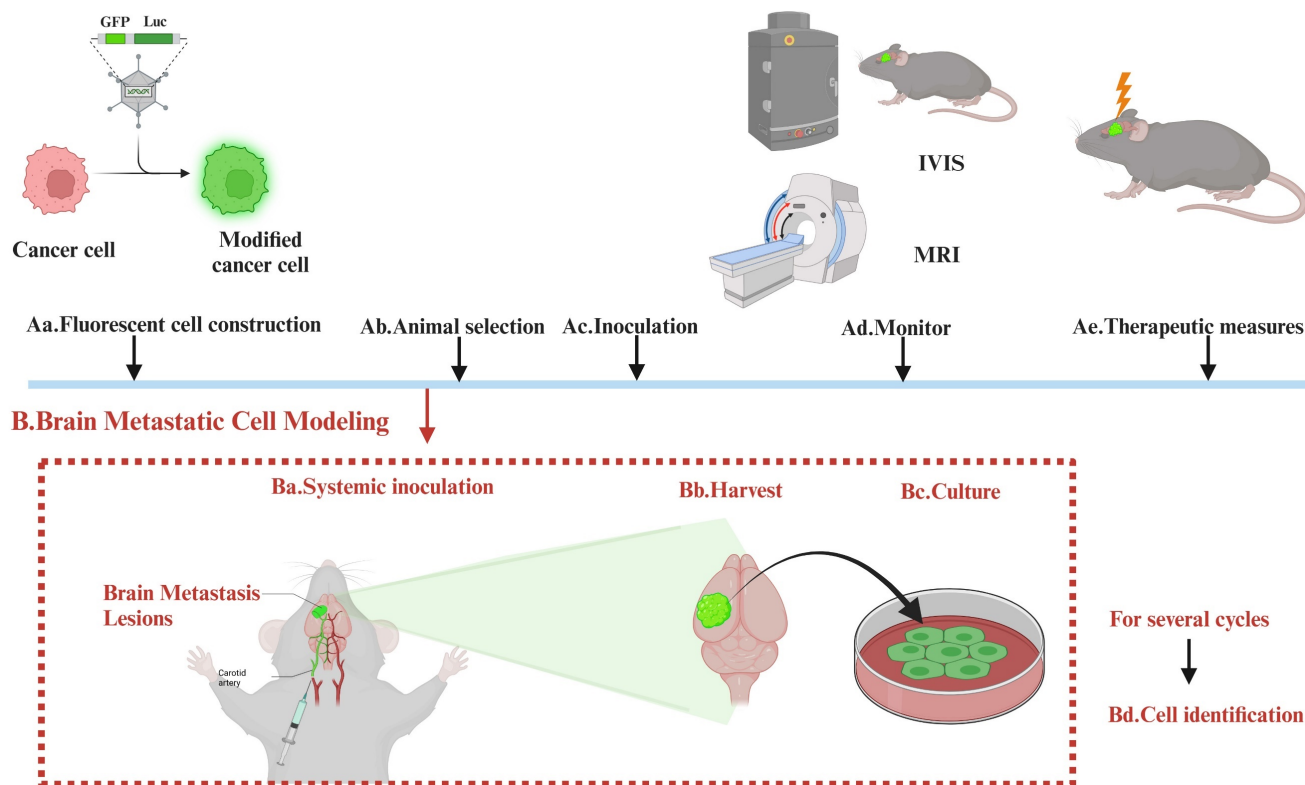 GFP Luc
Cancer cell
Modified
cancer cell
IVIS
MRI
Aa.Fluorescent cell construction
Ab.Animal selection
Ac.Inoculation
Ad.Monitor
Ae.Therapeutic measures
B.Brain Metastatic Cell Modeling
Ba.Systemic inoculation
Bb.Harvest
Bc.Culture
Brain Metastasis
Lesions
Carotid
artery
For several cycles
Bd.Cell identification